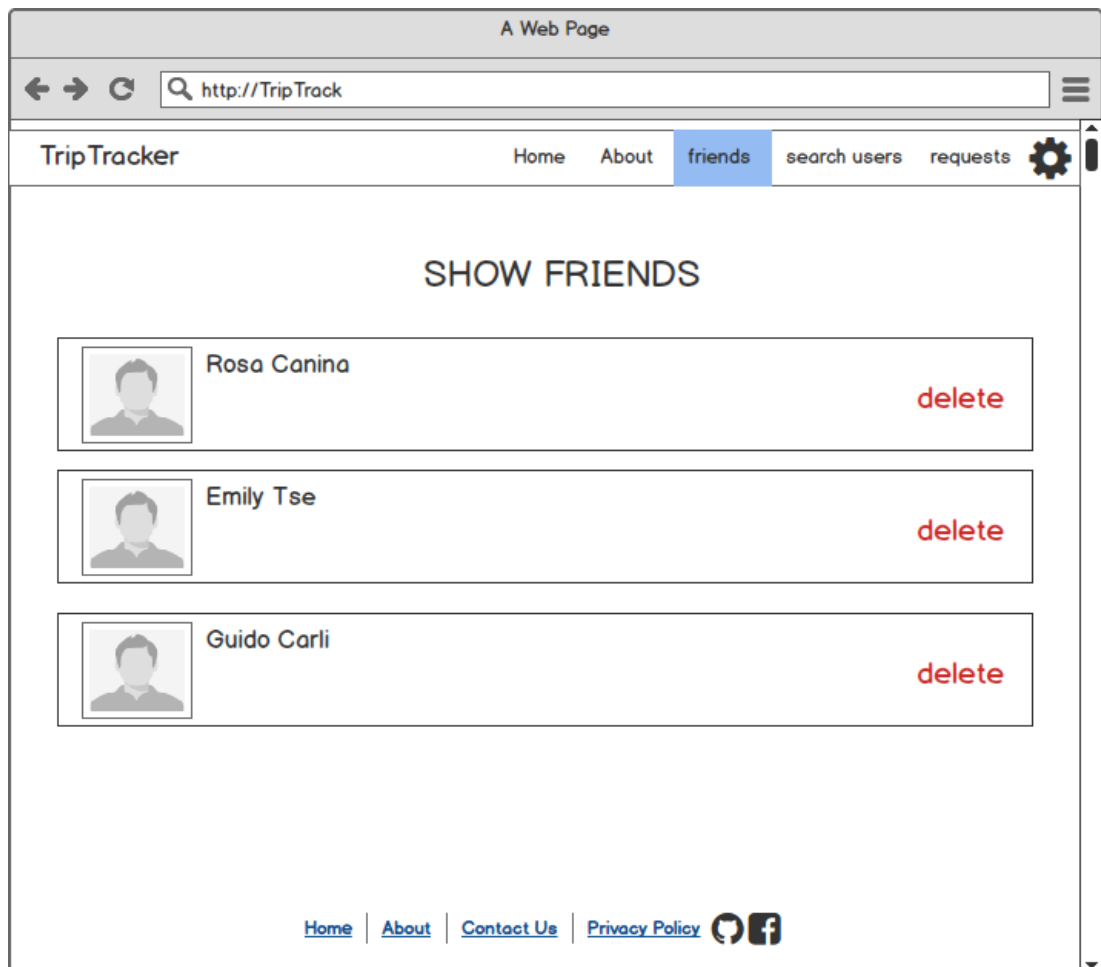 A Web Page
http://TripTrack
TripTracker Home About friends search users requests
SHOW FRIENDS
Rosa Canina
delete
Emily Tse
delete
Guido Carli
delete
Home About Contact Us Privacy Policy